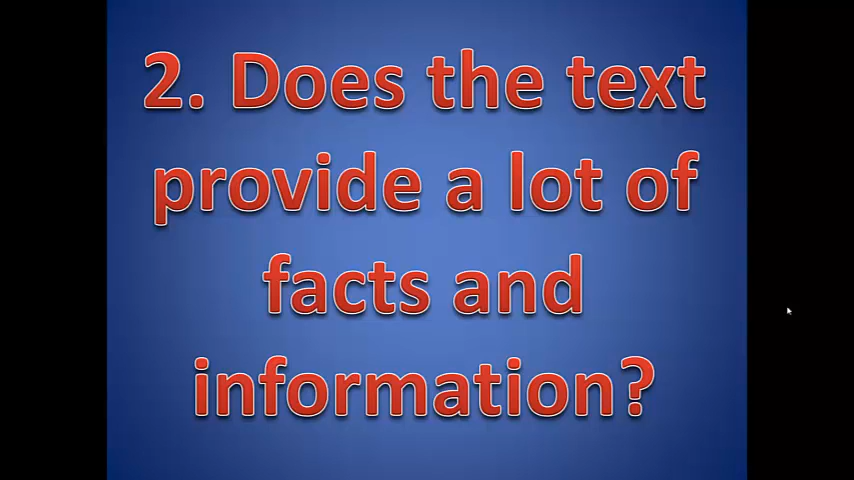 2. Does the text
provide a lot of
facts and
information?